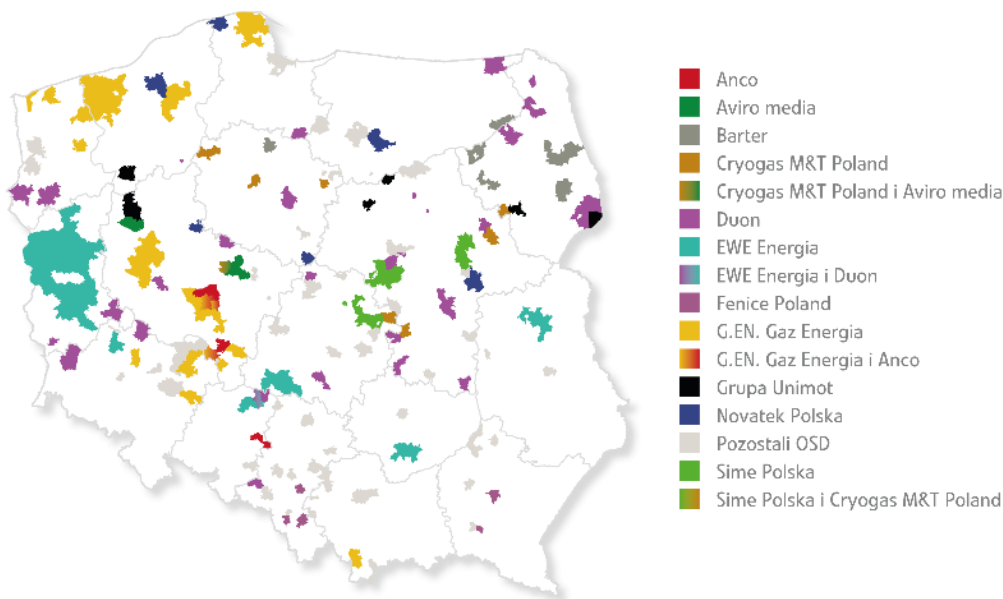 Anco
Aviro media
Barter
Cryogas M&T Poland
Cryogas M&T Poland i Aviro media
Duon
EWE Energia
EWE Energia i Duon
Fenice Poland
G.EN. Gaz Energia
G.EN. Gaz Energia i Anco
Grupa Unimot
Novatek Polska
Pozostali OSD
Sime Polska
Sime Polska i Cryogas M&T Poland